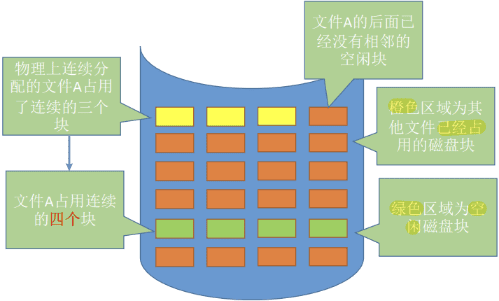 文件A的后面已
经没有相邻的
空闲块
物理上连续分
配的文件A占用
了连续的三个
块
橙色区域为其
他文件已经占
用的磁盘块
文件A占用连续
的四个块
绿色区域为空
闲磁盘块